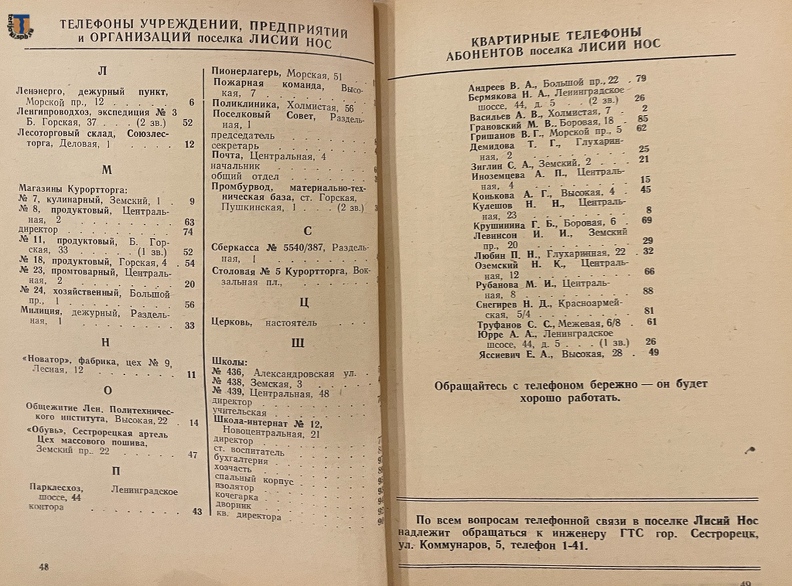 ТЕЛЕФОНЫ УЧРЕЖДЕНИЙ, ПРЕДПРИЯТИЙ
и ОРГАНИЗАЦИЙ поселка ЛИСИЙ НОС
Л
Ленэнерго, дежурный пункт,
Морской пр., 12 . . . . . . 6
Ленгипроводхоз, экспедиция № 3
Б. Горская, 37 . . . (2 зв.) 52
Лесоторговый склад, Союзлес-
торга, Деловая, 1 . . . . 12
М
Магазины Курортторга:
№ 7, кулинарный, Земский, 1 . 9
№ 8, продуктовый, Централь-
ная, 2 . . . . . . . . 63
директор . . . . . . . . 74
№ 11, продуктовый, Б. Гор-
ская, 33 . . . . (1 зв.) 52
№ 18, продуктовый, Горская, 4 . 54
№ 23, промтоварный, Централь-
ная, 2 . . . . . . . . 20
№ 24, хозяйственный, Большой
пр., 1 . . . . . . . . 56
Милиция, дежурный, Раздель-
ная, 1 . . . . . . . . 33
Н
«Новатор», фабрика, цех № 9,
Лесная, 12 . . . . . . . 11
О
Общежитие Лен. Политехничес-
кого института, Высокая, 22 . 14
«Обувь», Сестрорецкая артель
Цех массового пошива,
Земский пр.. 22 . . . . . 47
П
Парклесхоз, Ленинградское
шоссе, 44
контора . . . . . . . . 43
48
Пионерлагерь, Морская, 51 . .
Пожарная команда, Высо-
кая, 7 . . . . . . . .
Поликлиника, Холмистая, 56
Поселковый Совет, Раздель-
ная, 1
председатель . . . . . .
секретарь . . . . . . .
Почта, Центральная, 4
начальник . . . . . . .
общий отдел . . . . . .
Промбурвод, материально-тех-
ническая база, ст. Горская,
Пушкинская, 1 . . . (2 зв.)
С
Сберкасса № 5540/387, Раздель-
ная, 1 . . . . . . . .
Столовая № 5 Курортторга, Вок-
зальная пл., . . . . . .
Ц
Церковь, настоятель . . . .
Ш
Школы:
№ 436, Александровская ул. .
№ 438, Земская, 3 . . . .
№ 439, Центральная, 48
директор . . . . . . . .
учительская . . . . . . .
Школа-интернат № 12,
Новоцентральная, 21
директор . . . . . . . .
ст. воспитатель . . . . .
бухгалтерия . . . . . . .
хозчасть . . . . . . . .
спальный корпус . . . . .
изолятор . . . . . . . .
кочегарка . . . . . . . .
дворник . . . . . . . .
кв. директора . . . . . .
КВАРТИРНЫЕ ТЕЛЕФОНЫ
АБОНЕНТОВ поселка ЛИСИЙ НОС
Андреев В. А., Большой пр., 22 . 79
Бермякова Н. А., Ленинградское
шоссе, 44, д. 5 . . (2 зв.) 26
Васильев А. В., Холмистая, 7 . 2
Грановский М. В., Боровая, 18 . 85
Гришанов В. Г., Морской пр., 5 62
Демидова Т. Г., Глухарин-
ная, 2 . . . . . . . . 25
Зиглин С. А., Земский, 2 . . . 21
Иноземцева А. П., Централь-
ная, 4 . . . . . . . . 15
Конькова А. Г., Высокая, 4 . . 45
Кулешов Н. Н., Централь-
ная, 23 . . . . . . . . 8
Крушинина Г. Б., Боровая, 6 . 69
Левинсон И. И., Земский
пр., 20 . . . . . . . . 29
Любин П. Н., Глухаринная, 22 . 32
Оземский Н. К., Централь-
ная, 12 . . . . . . . . 66
Рубанова М. И., Централь-
ная, 8 . . . . . . . . 88
Снегирев Н. Д., Красноармей-
ская, 5/4 . . . . . . . 81
Труфанов С. С., Межевая, 6/8 . 61
Юрре А. А., Ленинградское
шсосе, 44, д. 5 . . . (1 зв.) 26
Яссиевич Е. А., Высокая, 28 . 49
Обращайтесь с телефоном бережно — он будет
хорошо работать.
По всем вопросам телефонной связи в поселке Лисий Нос
надлежит обращаться к инженеру ГТС гор. Сестрорецк,
ул. Коммунаров, 5, телефон 1-41.
49